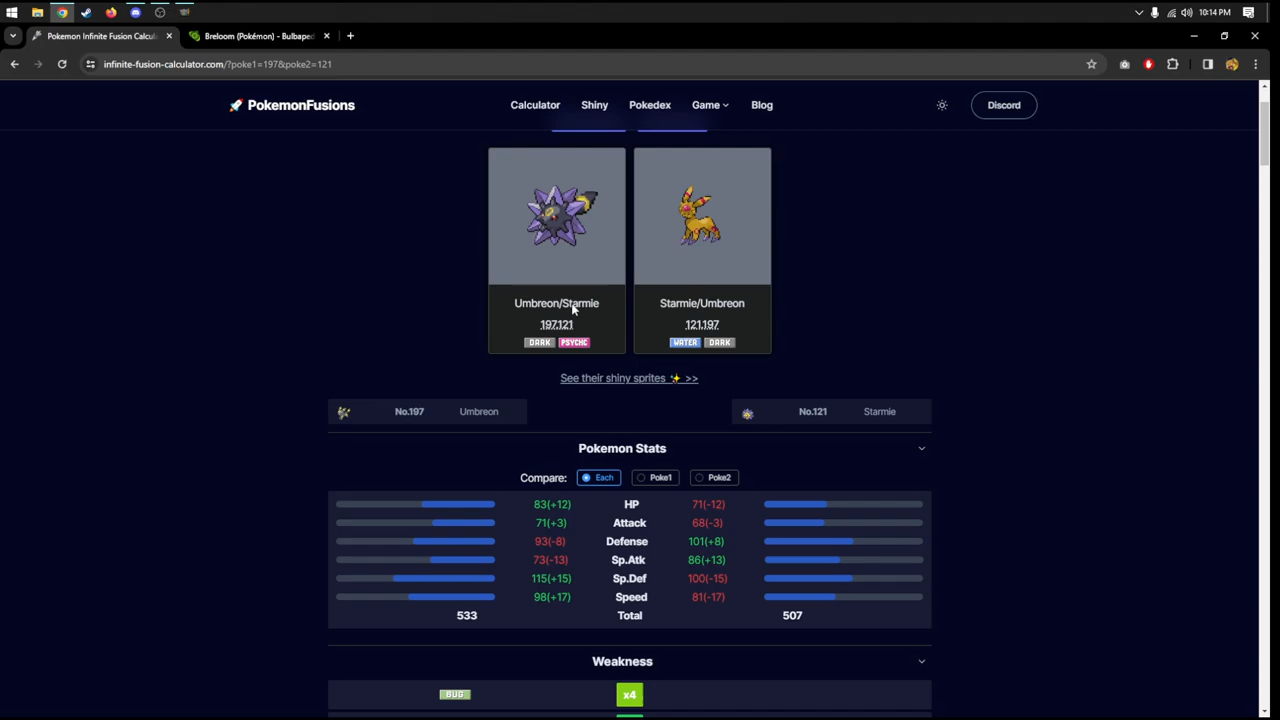 10:14 PM
Pokemon Infinite Fusion Calcula
Breloom (Pokémon) - Bulbaped
infinite-fusion-calculator.com/?poke1=197&poke2=121
PokemonFusions
Calculator Shiny Pokedex Game Blog
Discord
Umbreon/Starmie
197.121
DARK PSYCHC
Starmie/Umbreon
121.197
WATER DARK
See their shiny sprites ✨ >>
No.197 Umbreon
No.121 Starmie
Pokemon Stats
Compare: Each Poke1 Poke2
83(+12) HP 71(-12)
71(+3) Attack 68(-3)
93(-8) Defense 101(+8)
73(-13) Sp.Atk 86(+13)
115(+15) Sp.Def 100(-15)
98(+17) Speed 81(-17)
533 Total 507
Weakness
BUG x4